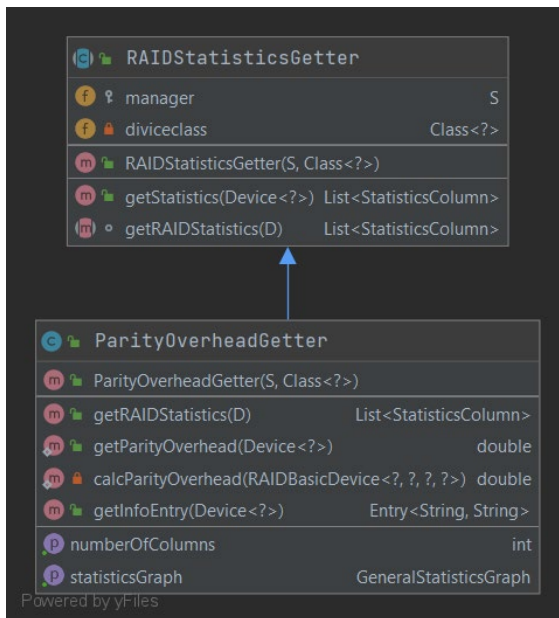 RAIDStatisticsGetter
manager S
diviceclass Class<?>
RAIDStatisticsGetter(S, Class<?>)
getStatistics(Device<?>) List<StatisticsColumn>
getRAIDStatistics(D) List<StatisticsColumn>
ParityOverheadGetter
ParityOverheadGetter(S, Class<?>)
getRAIDStatistics(D) List<StatisticsColumn>
getParityOverhead(Device<?>) double
calcParityOverhead(RAIDBasicDevice<?, ?, ?, ?>) double
getInfoEntry(Device<?>) Entry<String, String>
numberOfColumns int
statisticsGraph GeneralStatisticsGraph
Powered by yFiles